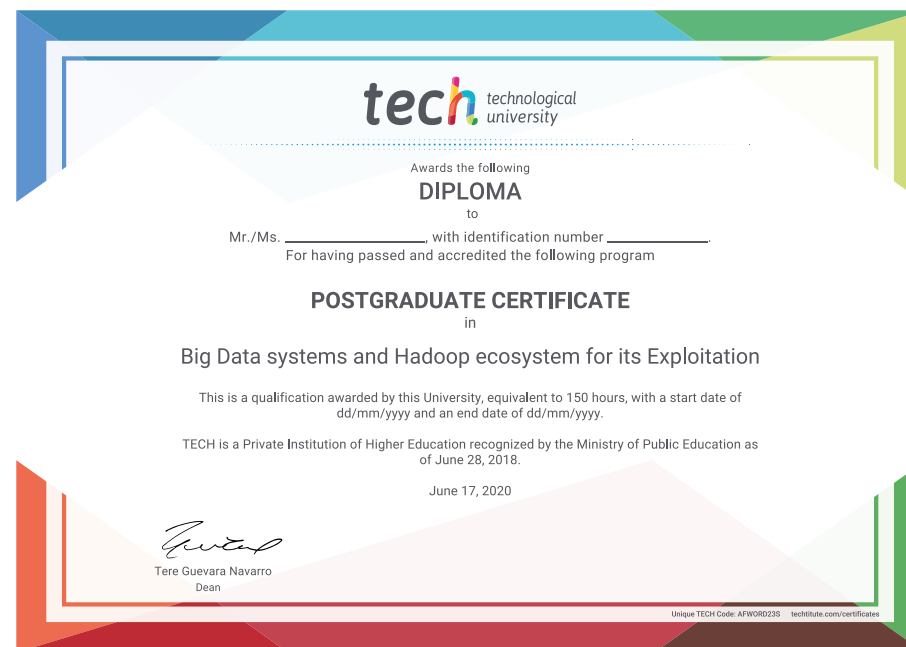 tech technological
university
Awards the following
DIPLOMA
to
Mr./Ms. ____________________, with identification number ______________.
For having passed and accredited the following program
POSTGRADUATE CERTIFICATE
in
Big Data systems and Hadoop ecosystem for its Exploitation
This is a qualification awarded by this University, equivalent to 150 hours, with a start date of
dd/mm/yyyy and an end date of dd/mm/yyyy.
TECH is a Private Institution of Higher Education recognized by the Ministry of Public Education as
of June 28, 2018.
June 17, 2020
Tere Guevara Navarro
Dean
Unique TECH Code: AFWORD23S techtitute.com/certificates